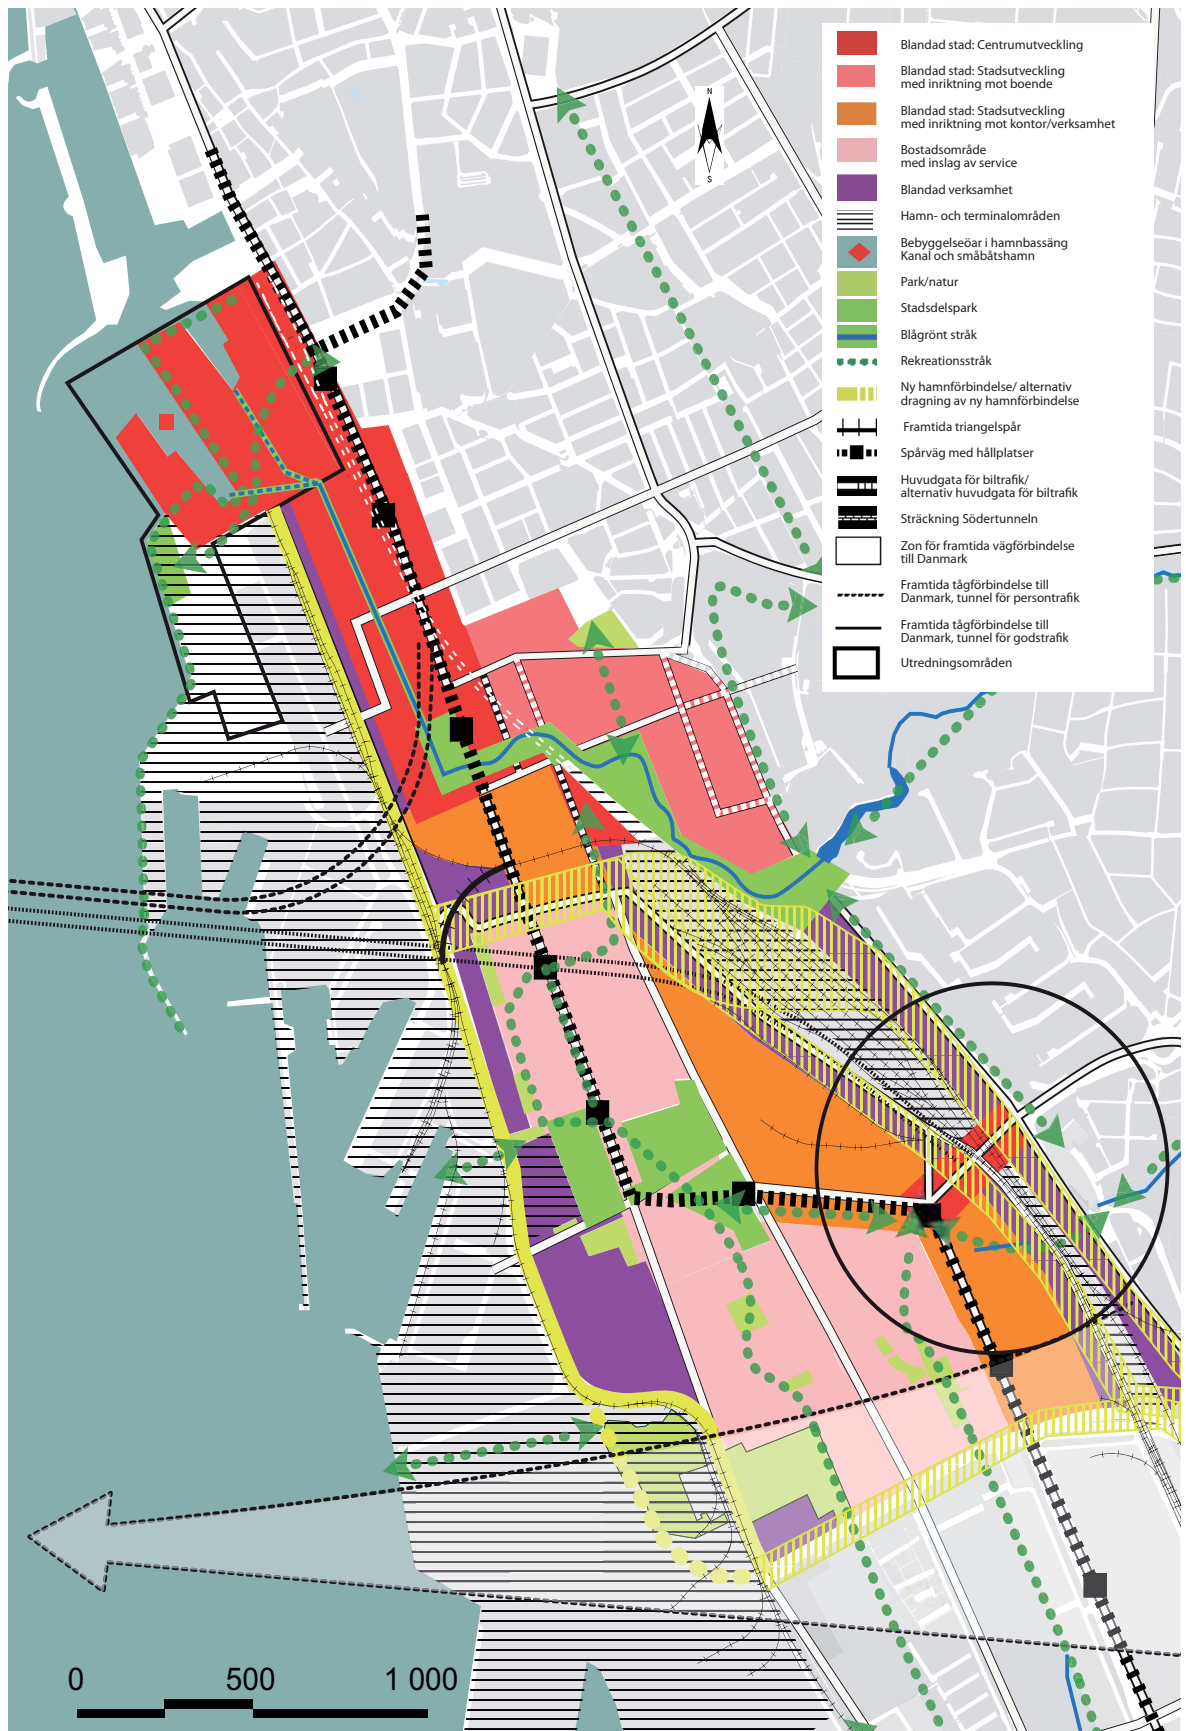 Blandad stad: Centrumutveckling
Blandad stad: Stadsutveckling
med inriktning mot boende
Blandad stad: Stadsutveckling
med inriktning mot kontor/verksamhet
Bostadsområde
med inslag av service
Blandad verksamhet
Hamn- och terminalområden
Bebyggelseöar i hamnbassäng
Kanal och småbåtshamn
Park/natur
Stadsdelspark
Blågrönt stråk
Rekreationsstråk
Ny hamnförbindelse/ alternativ
dragning av ny hamnförbindelse
Framtida triangelspår
Spårväg med hållplatser
Huvudgata för biltrafik/
alternativ huvudgata för biltrafik
Sträckning Södertunneln
Zon för framtida vägförbindelse
till Danmark
Framtida tågförbindelse till
Danmark, tunnel för persontrafik
Framtida tågförbindelse till
Danmark, tunnel för godstrafik
Utredningsområden
N
S
0 500 1 000